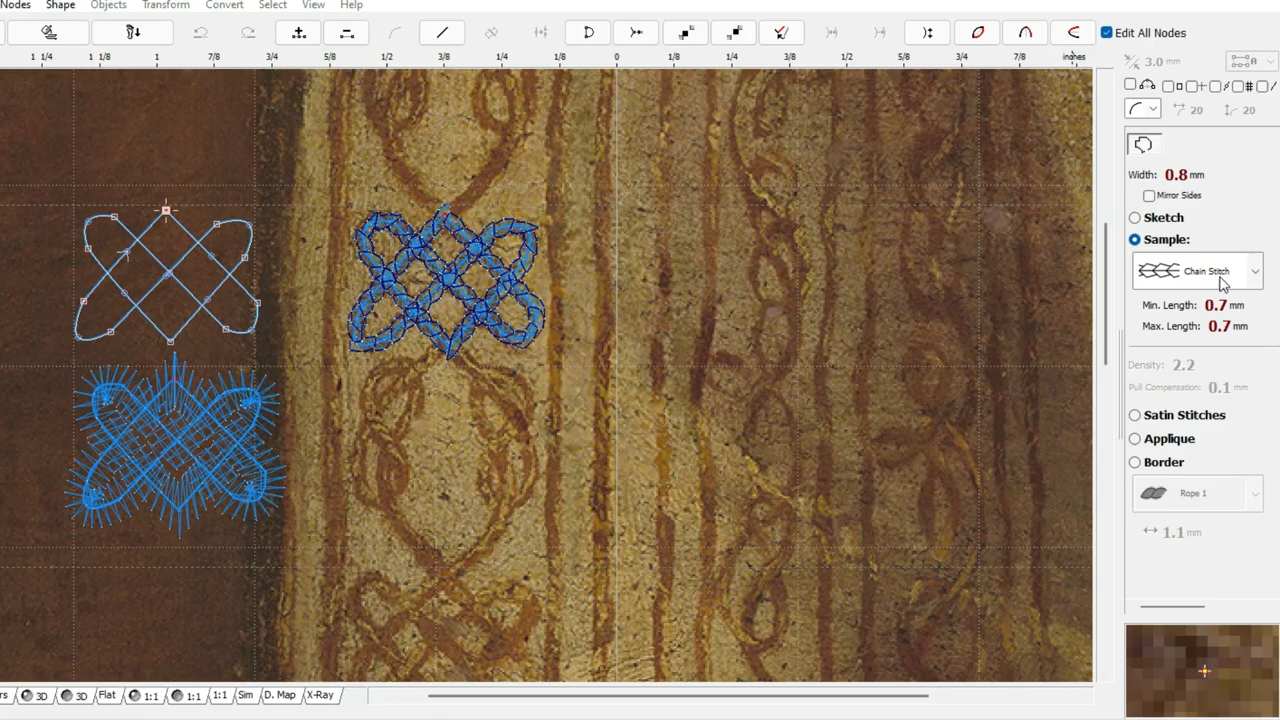 Nodes Shape Objects Transform Convert Select Nodes View Help
Edit All Nodes
1 1/4 1 1/8 1 7/8 3/4 5/8 1/2 3/8 1/4 1/8 0 1/8 1/4 3/8 1/2 5/8 3/4 7/8 inches
3.0 mm
20 20
Width: 0.8 mm
Mirror Sides
Sketch
Sample:
Chain Stitch
Min. Length: 0.7 mm
Max. Length: 0.7 mm
Density: 2.2
Pull Compensation: 0.1 mm
Satin Stitches
Applique
Border
Rope 1
1.1 mm
rs 3D 3D Flat 1:1 1:1 1:1 Sim D. Map X-Ray